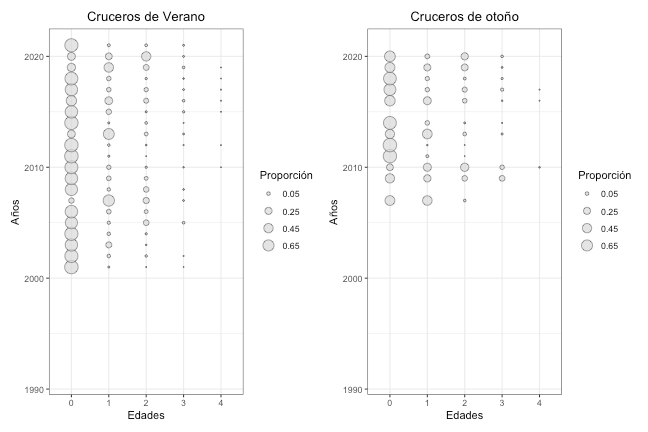 Cruceros de Verano
2020
2010
2000
1990
Años
0 1 2 3 4
Edades
Proporción
0.05
0.25
0.45
0.65
Cruceros de otoño
2020
2010
2000
1990
Años
0 1 2 3 4
Edades
Proporción
0.05
0.25
0.45
0.65